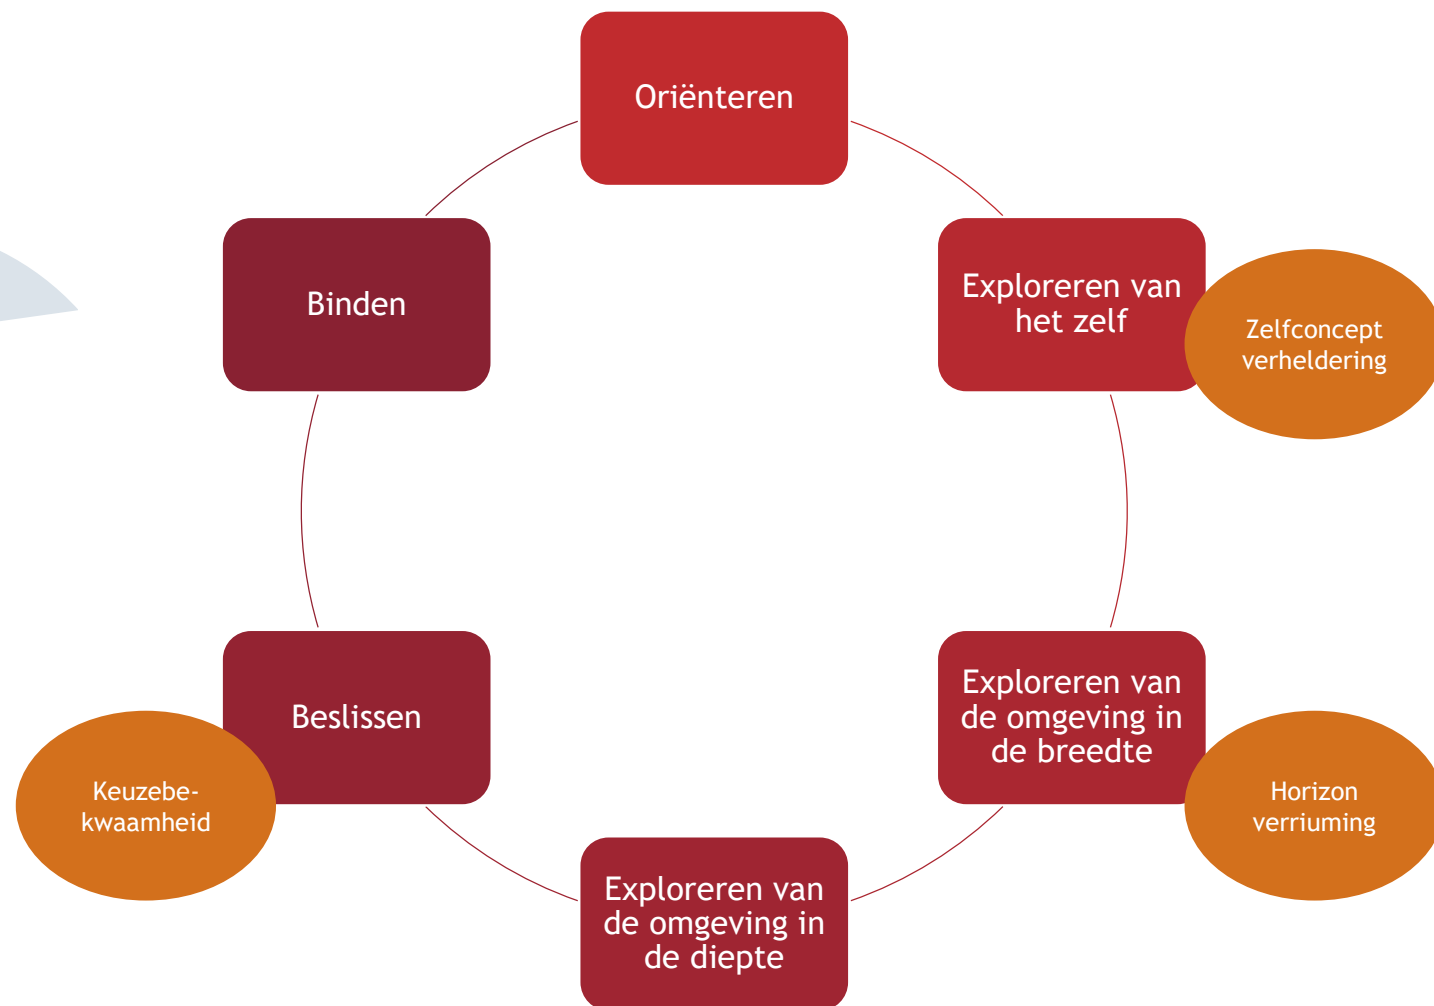 Oriënteren
Exploreren van
het zelf
Zelfconcept
verheldering
Exploreren van
de omgeving in
de breedte
Horizon
verriuming
Exploreren van
de omgeving in
de diepte
Beslissen
Keuzebe-
kwaamheid
Binden